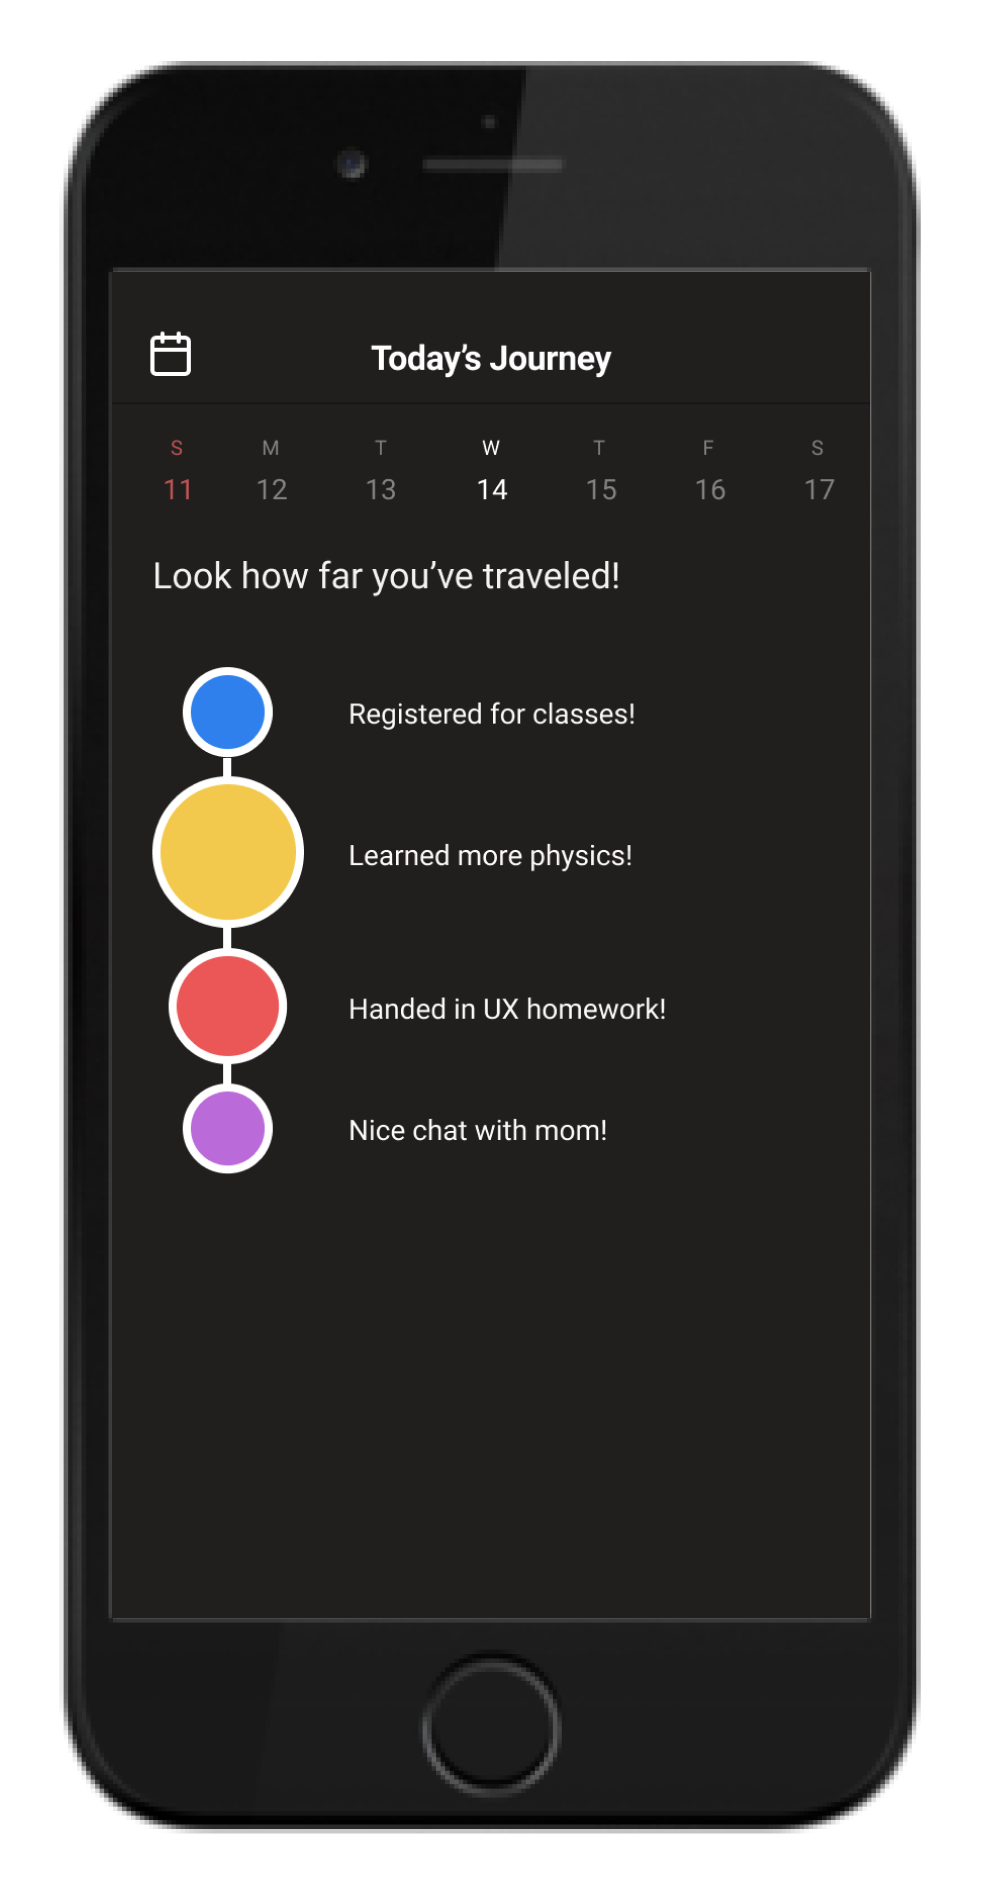 Today’s Journey
S M T W T F S
11 12 13 14 15 16 17
Look how far you’ve traveled!
Registered for classes!
Learned more physics!
Handed in UX homework!
Nice chat with mom!